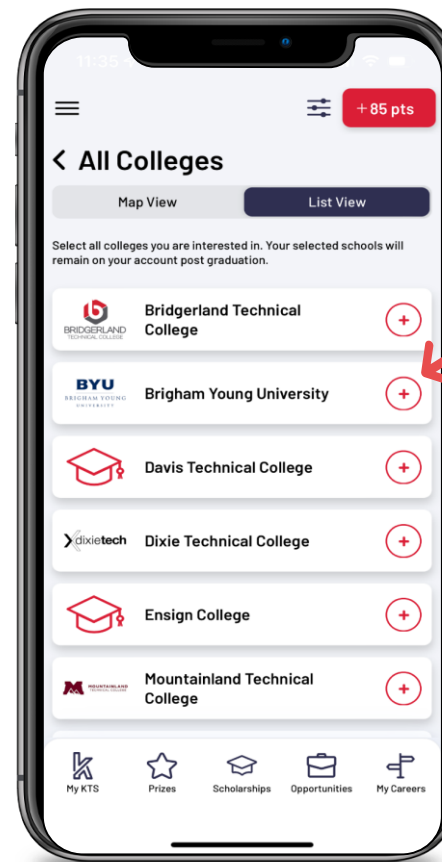 11:35
+85 pts
All Colleges
Map View
List View
Select all colleges you are interested in. Your selected schools will
remain on your account post graduation.
BRIDGERLAND
TECHNICAL COLLEGE
Bridgerland Technical
College
BYU
BRIGHAM YOUNG
UNIVERSITY
Brigham Young University
Davis Technical College
dixietech
Dixie Technical College
Ensign College
MOUNTAINLAND
TECHNICAL COLLEGE
Mountainland Technical
College
My KTS
Prizes
Scholarships
Opportunities
My Careers